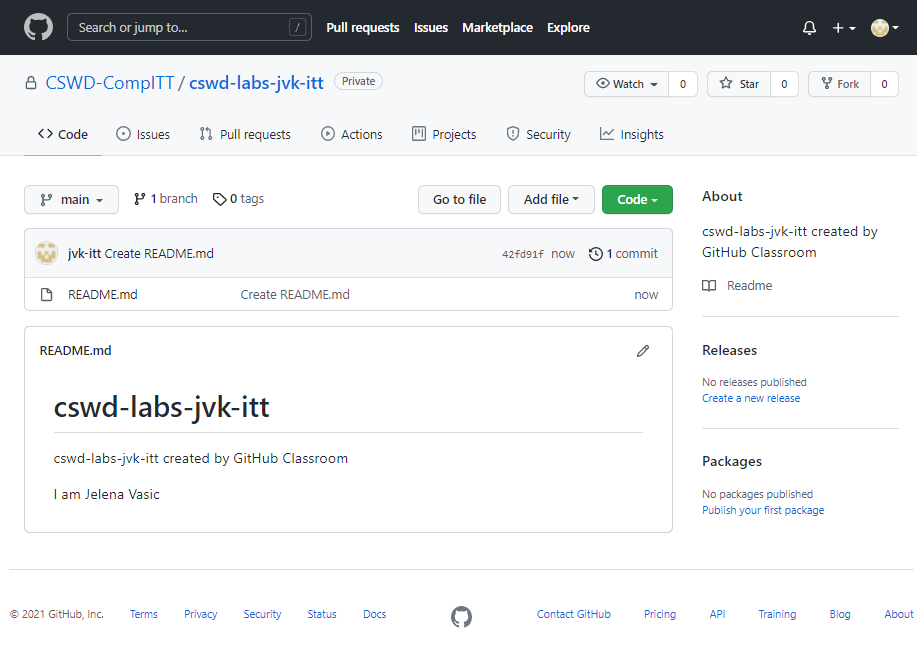 Search or jump to... /
Pull requests Issues Marketplace Explore
CSWD-CompITT / cswd-labs-jvk-itt Private
Watch 0 Star 0 Fork 0
Code Issues Pull requests Actions Projects Security Insights
main 1 branch 0 tags Go to file Add file Code
jvk-itt Create README.md 42fd91f now 1 commit
README.md Create README.md now
README.md
cswd-labs-jvk-itt
cswd-labs-jvk-itt created by GitHub Classroom
I am Jelena Vasic
About
cswd-labs-jvk-itt created by
GitHub Classroom
Readme
Releases
No releases published
Create a new release
Packages
No packages published
Publish your first package
© 2021 GitHub, Inc. Terms Privacy Security Status Docs Contact GitHub Pricing API Training Blog About